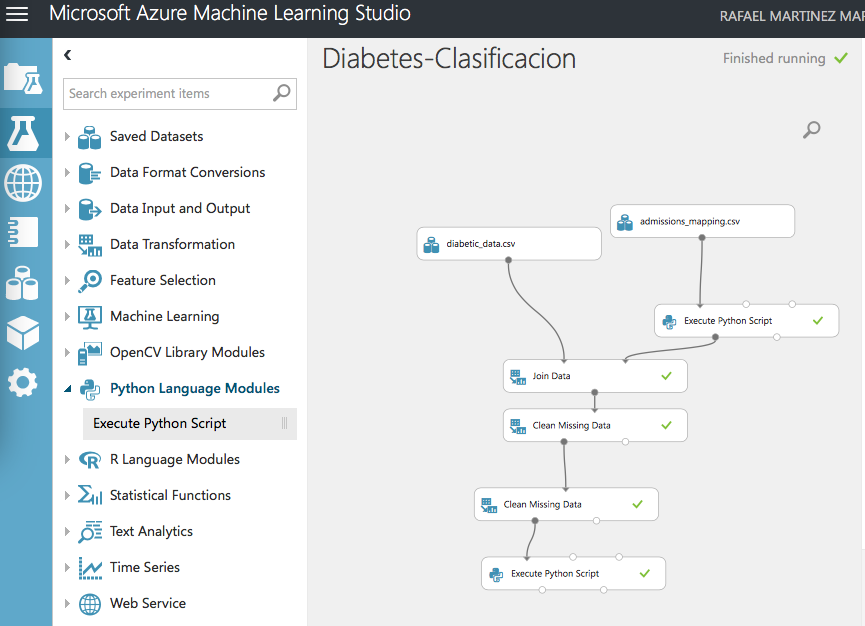 Microsoft Azure Machine Learning Studio
RAFAEL MARTINEZ MAR
Search experiment items
Saved Datasets
Data Format Conversions
Data Input and Output
Data Transformation
Feature Selection
Machine Learning
OpenCV Library Modules
Python Language Modules
Execute Python Script
R Language Modules
Statistical Functions
Text Analytics
Time Series
Web Service
Diabetes-Clasificacion
Finished running
admissions_mapping.csv
diabetic_data.csv
Execute Python Script
Join Data
Clean Missing Data
Clean Missing Data
Execute Python Script